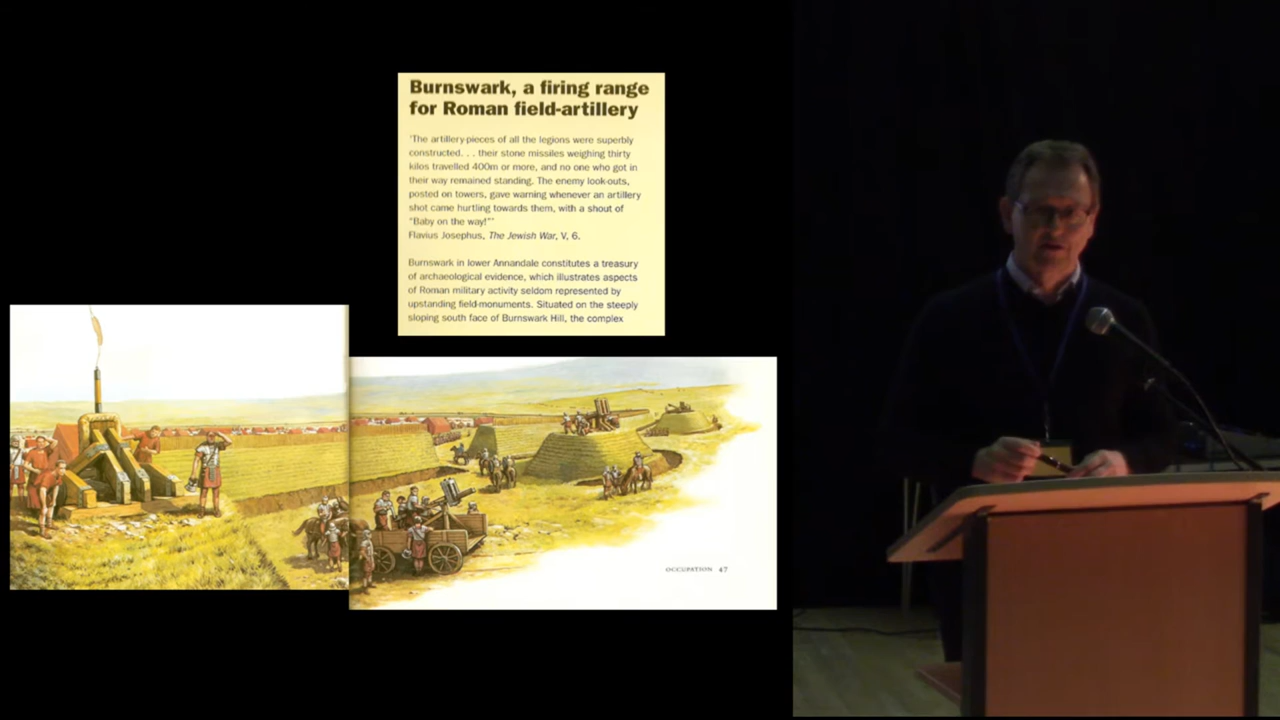 Burnswark, a firing range
for Roman field-artillery
'The artillery-pieces of all the legions were superbly
constructed. . . their stone missiles weighing thirty
kilos travelled 400m or more, and no one who got in
their way remained standing. The enemy look-outs,
posted on towers, gave warning whenever an artillery
shot came hurtling towards them, with a shout of
"Baby on the way!"'
Flavius Josephus, The Jewish War, V, 6.
Burnswark in lower Annandale constitutes a treasury
of archaeological evidence, which illustrates aspects
of Roman military activity seldom represented by
upstanding field-monuments. Situated on the steeply
sloping south face of Burnswark Hill, the complex
OCCUPATION 47